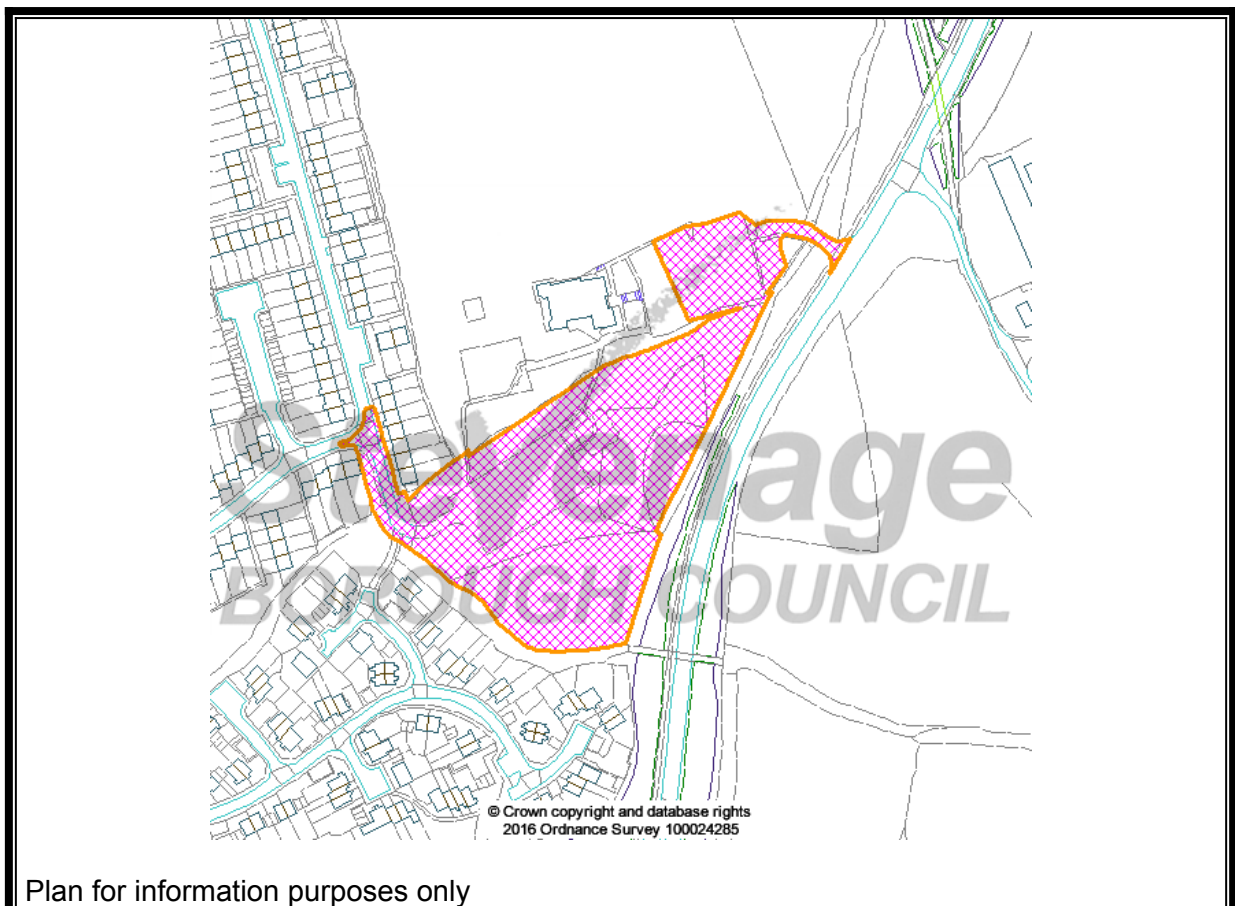 Stevenage
BOROUGH COUNCIL
© Crown copyright and database rights
2016 Ordnance Survey 100024285
Plan for information purposes only